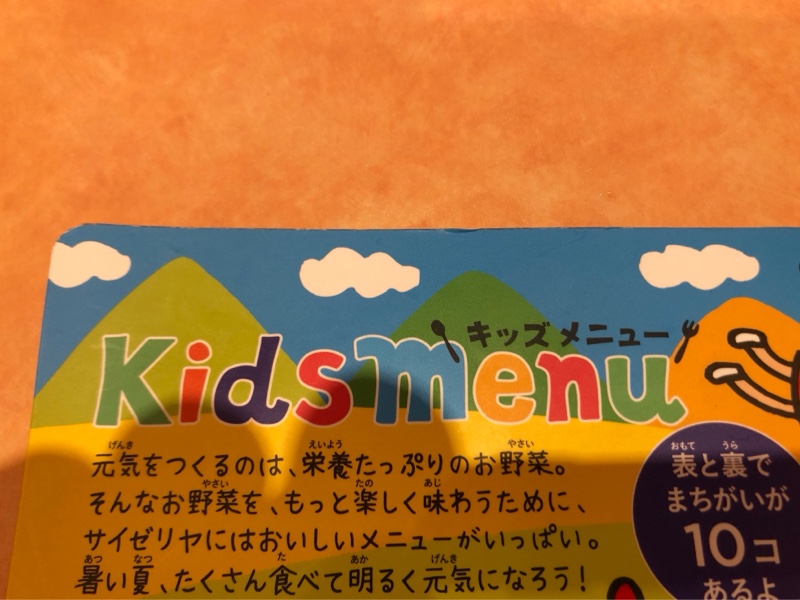 キッズメニュー
Kids menu
元気をつくるのは、栄養たっぷりのお野菜。
そんなお野菜を、もっと楽しく味わうために、
サイゼリヤにはおいしいメニューがいっぱい。
暑い夏、たくさん食べて明るく元気になろう!
表と裏で
まちがいが
10コ
あるよ